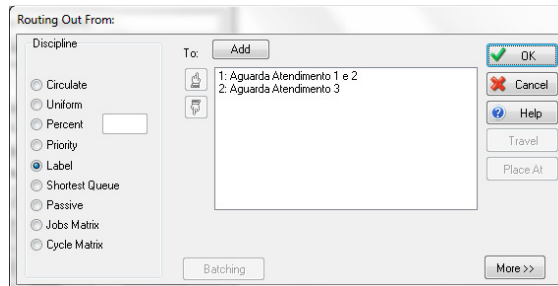 Routing Out From:
Discipline
Circulate
Uniform
Percent
Priority
Label
Shortest Queue
Passive
Jobs Matrix
Cycle Matrix
To:
Add
1: Aguarda Atendimento 1 e 2
2: Aguarda Atendimento 3
Batching
OK
Cancel
Help
Travel
Place At
More >>